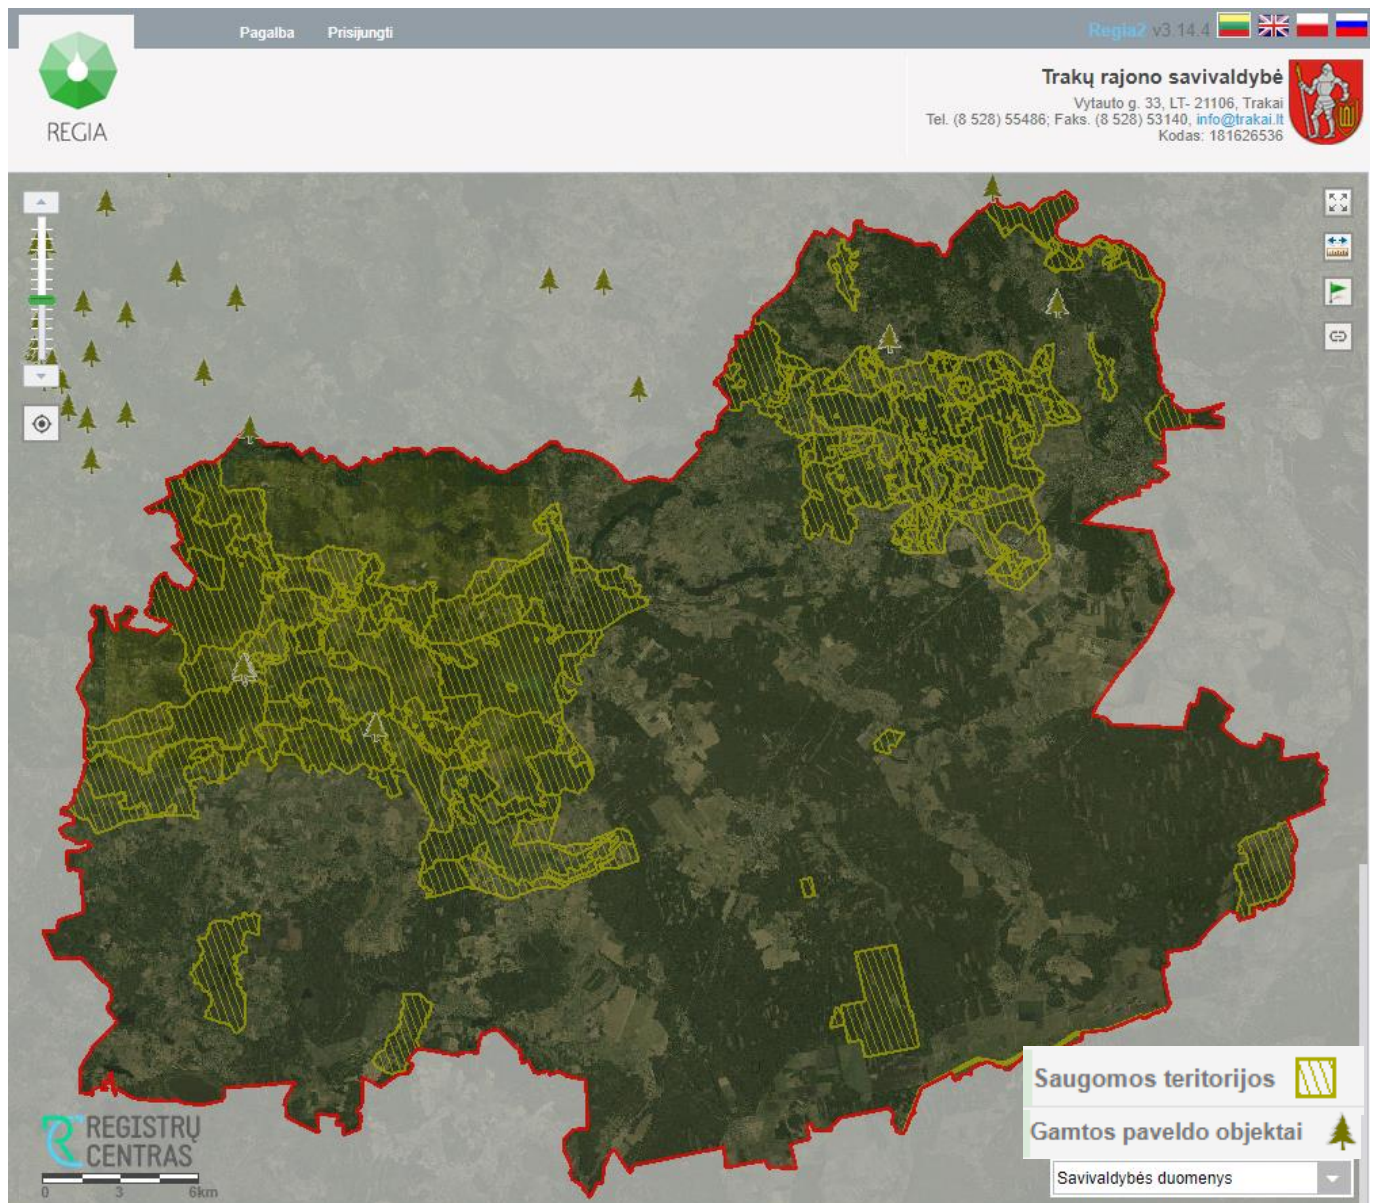 Pagalba Prisijungti
Regia2 v3.14.4
REGIA
Trakų rajono savivaldybė
Vytauto g. 33, LT- 21106, Trakai
Tel. (8 528) 55486; Faks. (8 528) 53140, info@trakai.lt
Kodas: 181626536
Saugomos teritorijos
Gamtos paveldo objektai
Savivaldybės duomenys
REGISTRŲ
CENTRAS
0 3 6km